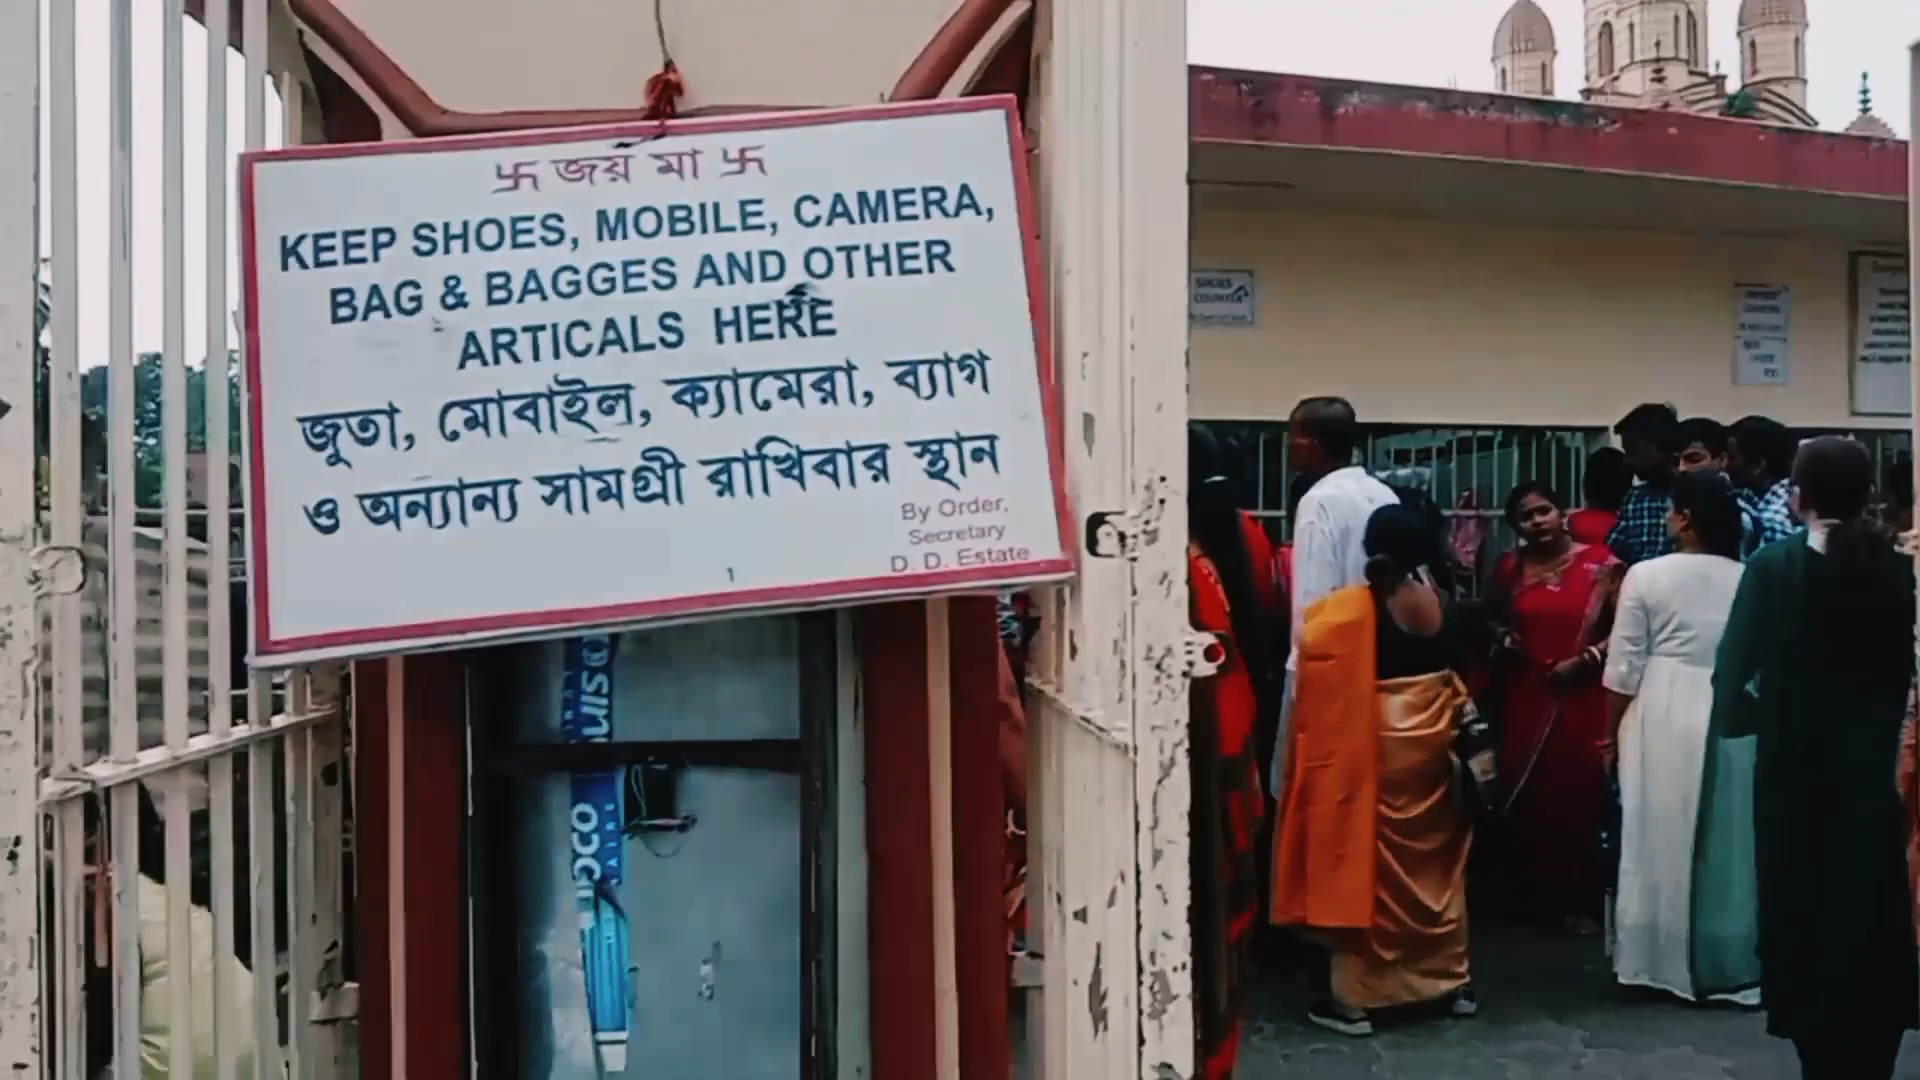 卐 জয় মা 卐
KEEP SHOES, MOBILE, CAMERA,
BAG & BAGGES AND OTHER
ARTICALS HERE
জুতা, মোবাইল, ক্যামেরা, ব্যাগ
ও অন্যান্য সামগ্রী রাখিবার স্থান
By Order,
Secretary
D. D. Estate
SHOES
COUNTER